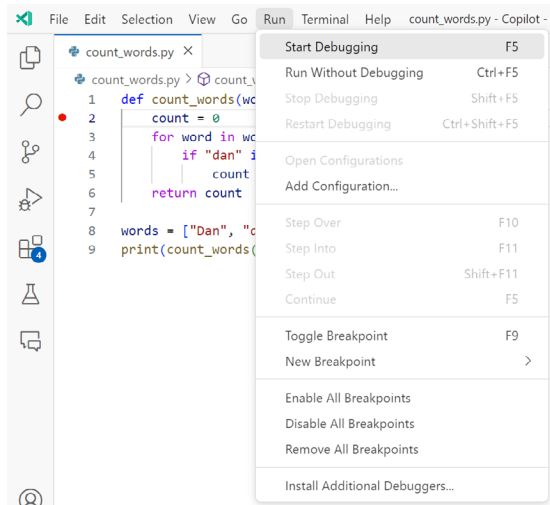 File Edit Selection View Go Run Terminal Help count_words.py - Copilot -
count_words.py
count_words.py > count_
1 def count_words(wo
2 count = 0
3 for word in wo
4 if "dan" i
5 count
6 return count
7
8 words = ["Dan", "d
9 print(count_words(
4
Start Debugging F5
Run Without Debugging Ctrl+F5
Stop Debugging Shift+F5
Restart Debugging Ctrl+Shift+F5
Open Configurations
Add Configuration...
Step Over F10
Step Into F11
Step Out Shift+F11
Continue F5
Toggle Breakpoint F9
New Breakpoint
Enable All Breakpoints
Disable All Breakpoints
Remove All Breakpoints
Install Additional Debuggers...